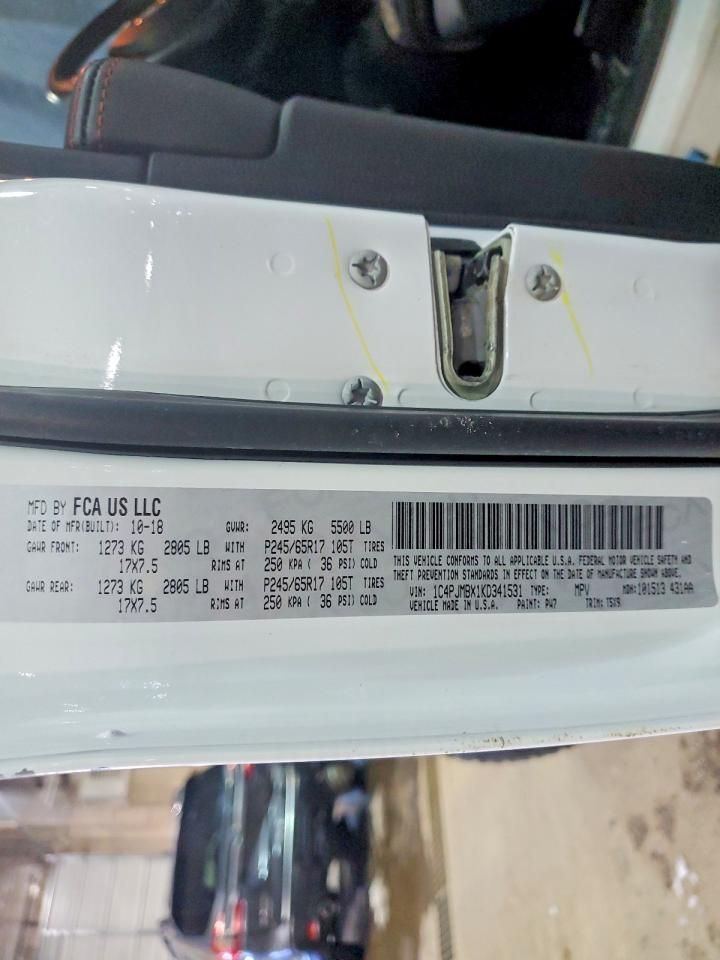 MFD BY FCA US LLC
DATE OF MFR(BUILT): 10-18 GVWR: 2495 KG 5500 LB
GAWR FRONT: 1273 KG 2805 LB WITH P245/65R17 105T TIRES
17X7.5 RIMS AT 250 KPA ( 36 PSI) COLD
GAWR REAR: 1273 KG 2805 LB WITH P245/65R17 105T TIRES
17X7.5 RIMS AT 250 KPA ( 36 PSI) COLD
THIS VEHICLE CONFORMS TO ALL APPLICABLE U.S.A. FEDERAL MOTOR VEHICLE SAFETY AND
THEFT PREVENTION STANDARDS IN EFFECT ON THE DATE OF MANUFACTURE SHOWN ABOVE.
VIN: 1C4PJMBX1KD341531 TYPE: MPV MDH: 101513 431AA
VEHICLE MADE IN U.S.A. PAINT: PW7 TRIM: T5X9